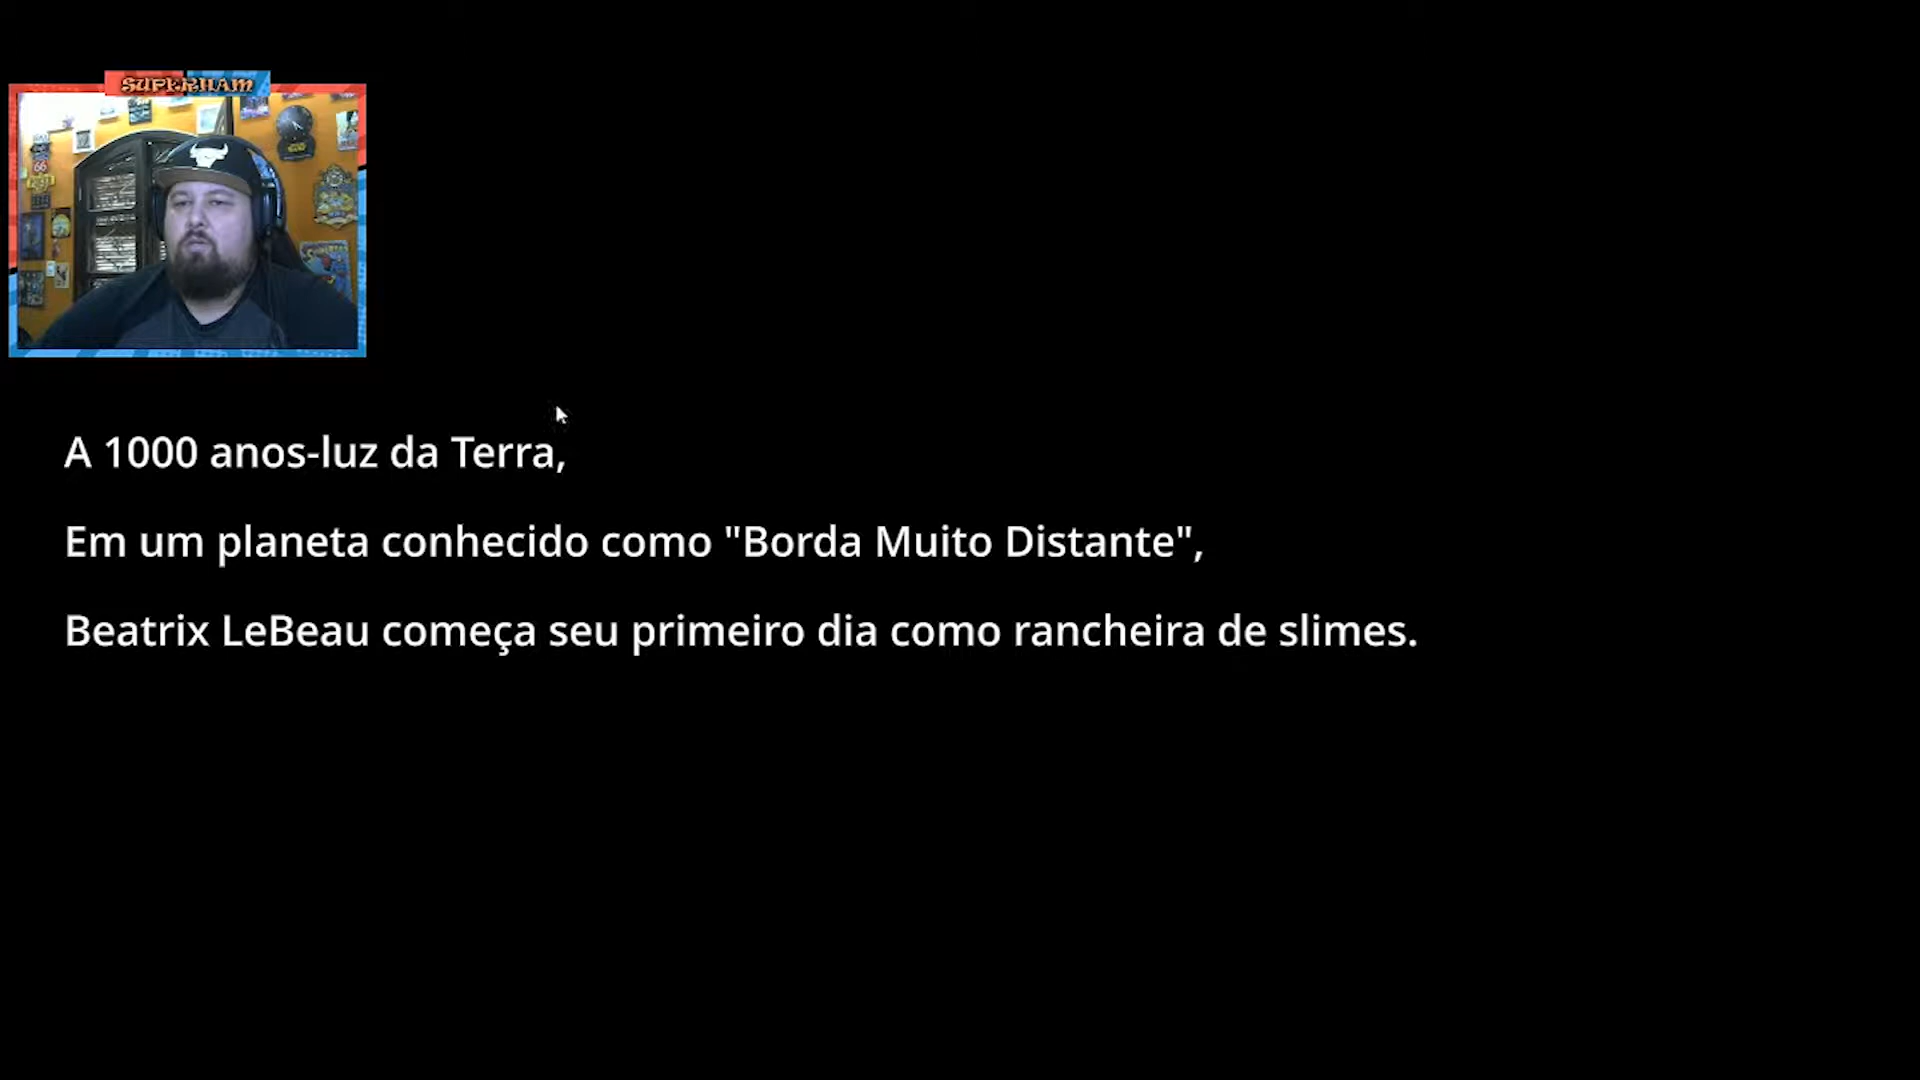 SUPERHAM
66
A 1000 anos-luz da Terra,
Em um planeta conhecido como "Borda Muito Distante",
Beatrix LeBeau começa seu primeiro dia como rancheira de slimes.